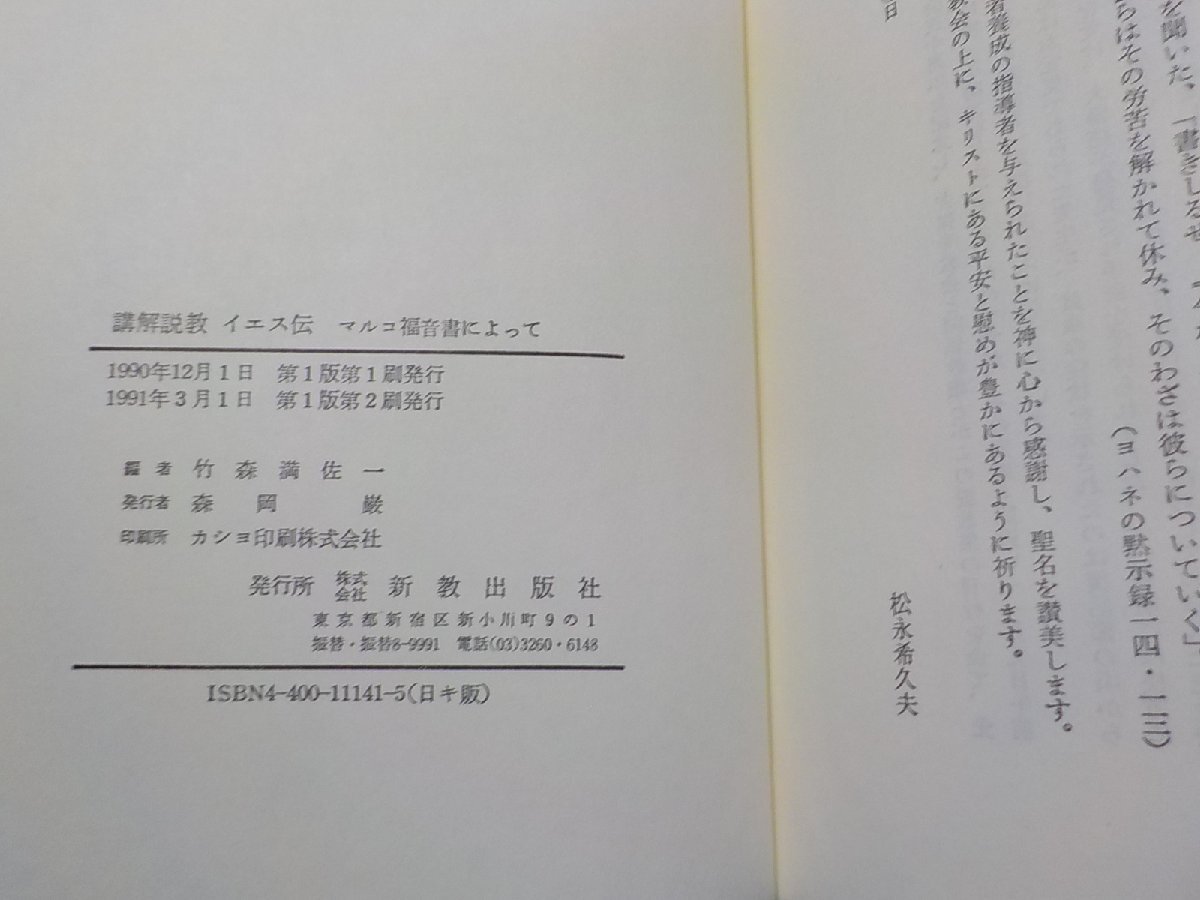 を聞いた、「書きしるせ、
らはその労苦を解かれて休み、そのわざは彼らについていく」。
(ヨハネの黙示録一四・一三)
者養成の指導者を与えられたことを神に心から感謝し、聖名を讃美します。
教会の上に、キリストにある平安と慰めが豊かにあるように祈ります。
日
松永希久夫
講解説教 イエス伝 マルコ福音書によって
1990年12月1日 第1版第1刷発行
1991年3月1日 第1版第2刷発行
著者 竹森満佐一
発行者 森岡巌
印刷所 カショ印刷株式会社
発行所 株式会社 新教出版社
東京都新宿区新小川町9の1
振替・振替8-9991 電話(03)3260・6148
ISBN4-400-11141-5(日キ販)